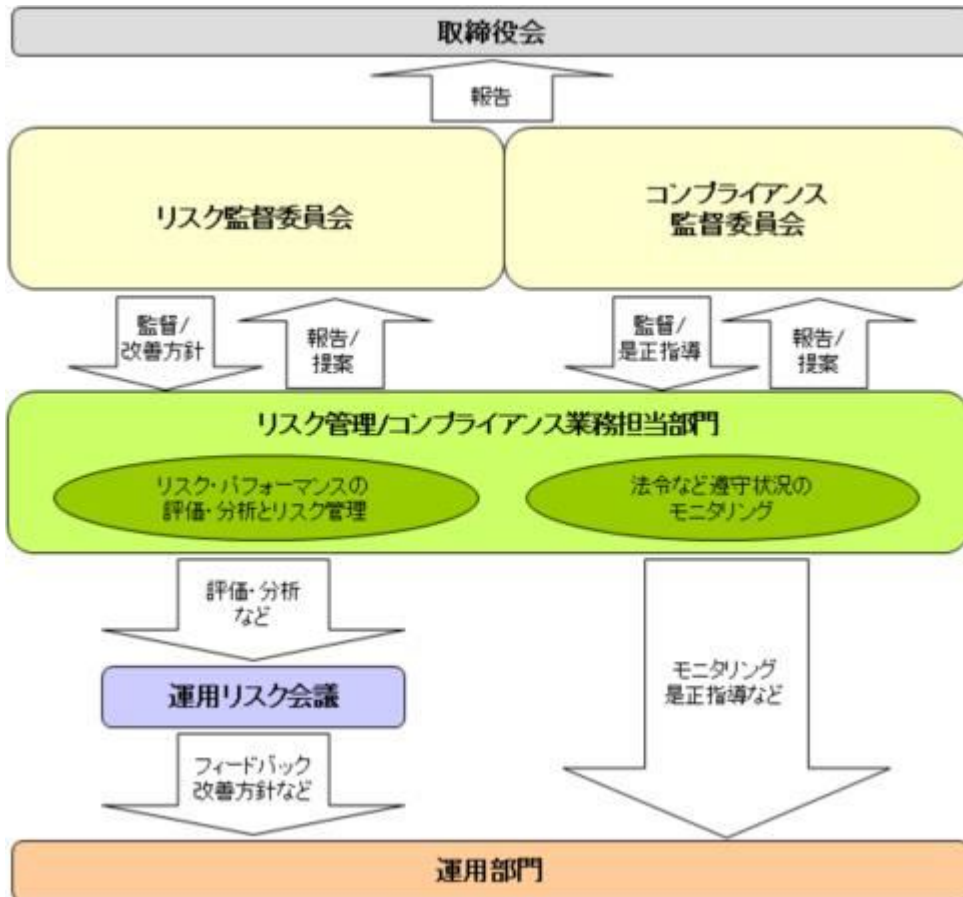 取締役会
報告
リスク監督委員会
コンプライアンス
監督委員会
監督/
改善方針
報告/
提案
監督/
是正指導
報告/
提案
リスク管理/コンプライアンス業務担当部門
リスク・パフォーマンスの
評価・分析とリスク管理
法令など遵守状況の
モニタリング
評価・分析
など
運用リスク会議
フィードバック
改善方針など
モニタリング
是正指導など
運用部門